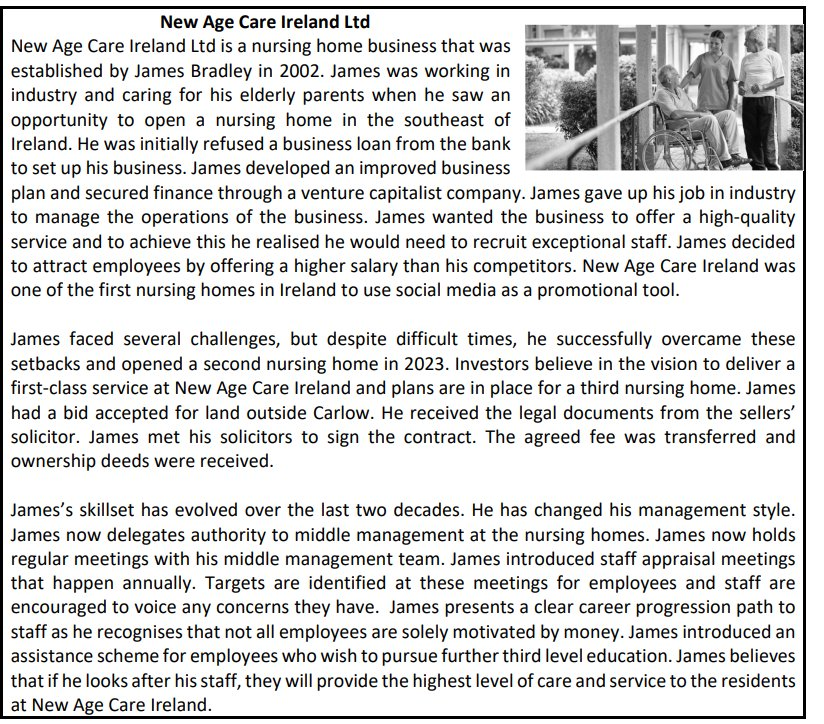 New Age Care Ireland Ltd
New Age Care Ireland Ltd is a nursing home business that was
established by James Bradley in 2002. James was working in
industry and caring for his elderly parents when he saw an
opportunity to open a nursing home in the southeast of
Ireland. He was initially refused a business loan from the bank
to set up his business. James developed an improved business
plan and secured finance through a venture capitalist company. James gave up his job in industry
to manage the operations of the business. James wanted the business to offer a high-quality
service and to achieve this he realised he would need to recruit exceptional staff. James decided
to attract employees by offering a higher salary than his competitors. New Age Care Ireland was
one of the first nursing homes in Ireland to use social media as a promotional tool.
James faced several challenges, but despite difficult times, he successfully overcame these
setbacks and opened a second nursing home in 2023. Investors believe in the vision to deliver a
first-class service at New Age Care Ireland and plans are in place for a third nursing home. James
had a bid accepted for land outside Carlow. He received the legal documents from the sellers’
solicitor. James met his solicitors to sign the contract. The agreed fee was transferred and
ownership deeds were received.
James’s skillset has evolved over the last two decades. He has changed his management style.
James now delegates authority to middle management at the nursing homes. James now holds
regular meetings with his middle management team. James introduced staff appraisal meetings
that happen annually. Targets are identified at these meetings for employees and staff are
encouraged to voice any concerns they have. James presents a clear career progression path to
staff as he recognises that not all employees are solely motivated by money. James introduced an
assistance scheme for employees who wish to pursue further third level education. James believes
that if he looks after his staff, they will provide the highest level of care and service to the residents
at New Age Care Ireland.